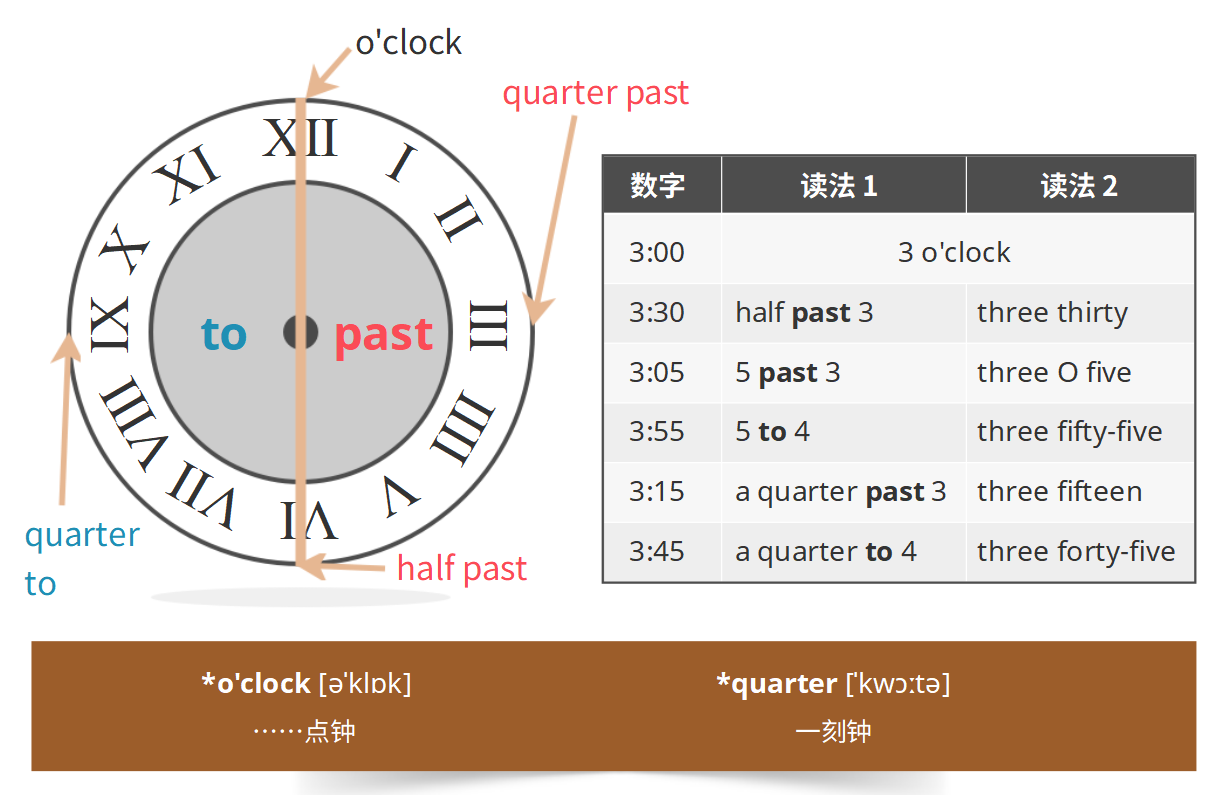 o'clock
quarter past
XII
I
II
III
IIII
V
VI
VII
VIII
IX
X
XI
to
past
quarter
to
half past
数字 读法 1 读法 2
3:00 3 o'clock
3:30 half past 3 three thirty
3:05 5 past 3 three O five
3:55 5 to 4 three fifty-five
3:15 a quarter past 3 three fifteen
3:45 a quarter to 4 three forty-five
*o'clock [ə'klɒk] *quarter ['kwɔːtə]
……点钟 一刻钟